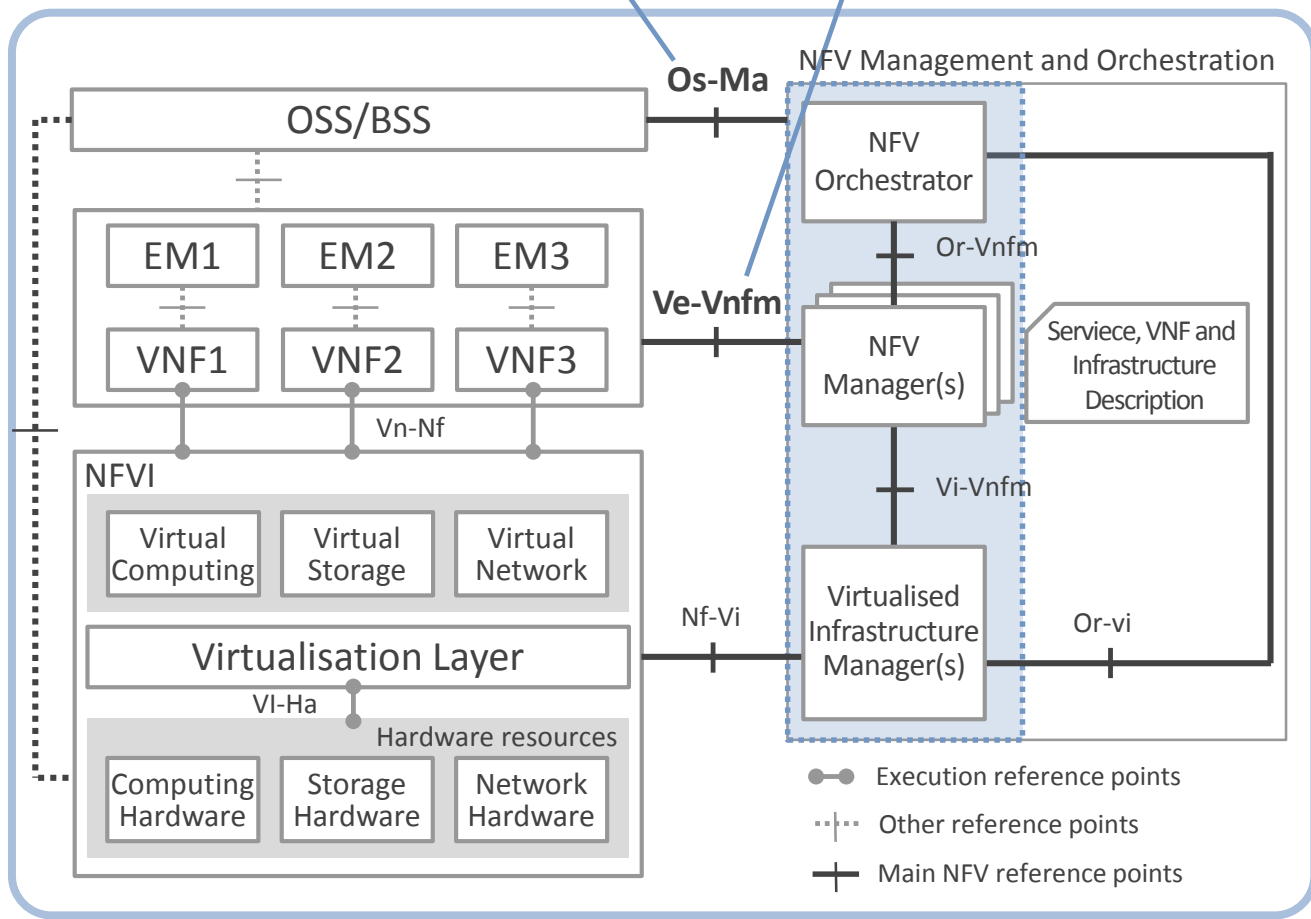 NFV Management and Orchestration
Os-Ma
OSS/BSS
NFV
Orchestrator
Or-Vnfm
EM1
EM2
EM3
Ve-Vnfm
VNF1
VNF2
VNF3
NFV
Manager(s)
Serviece, VNF and
Infrastructure
Description
Vn-Nf
Vi-Vnfm
NFVI
Virtual
Computing
Virtual
Storage
Virtual
Network
Nf-Vi
Virtualised
Infrastructure
Manager(s)
Or-vi
Virtualisation Layer
VI-Ha
Hardware resources
Computing
Hardware
Storage
Hardware
Network
Hardware
Execution reference points
Other reference points
Main NFV reference points